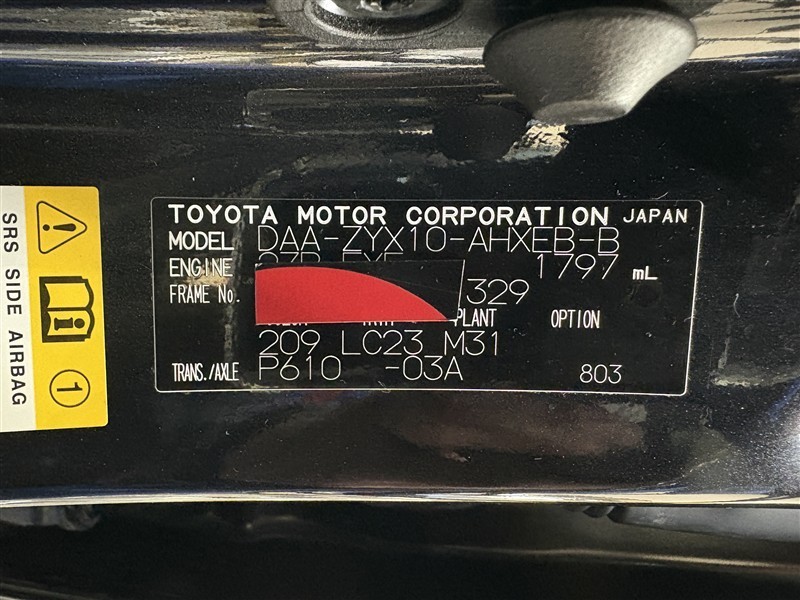 TOYOTA MOTOR CORPORATION JAPAN
MODEL DAA-ZYX10-AHXEB-B
ENGINE 1797 mL
FRAME No. 329
PLANT OPTION
209 LC23 M31
TRANS./AXLE P610 -03A 803
SRS SIDE AIRBAG
1